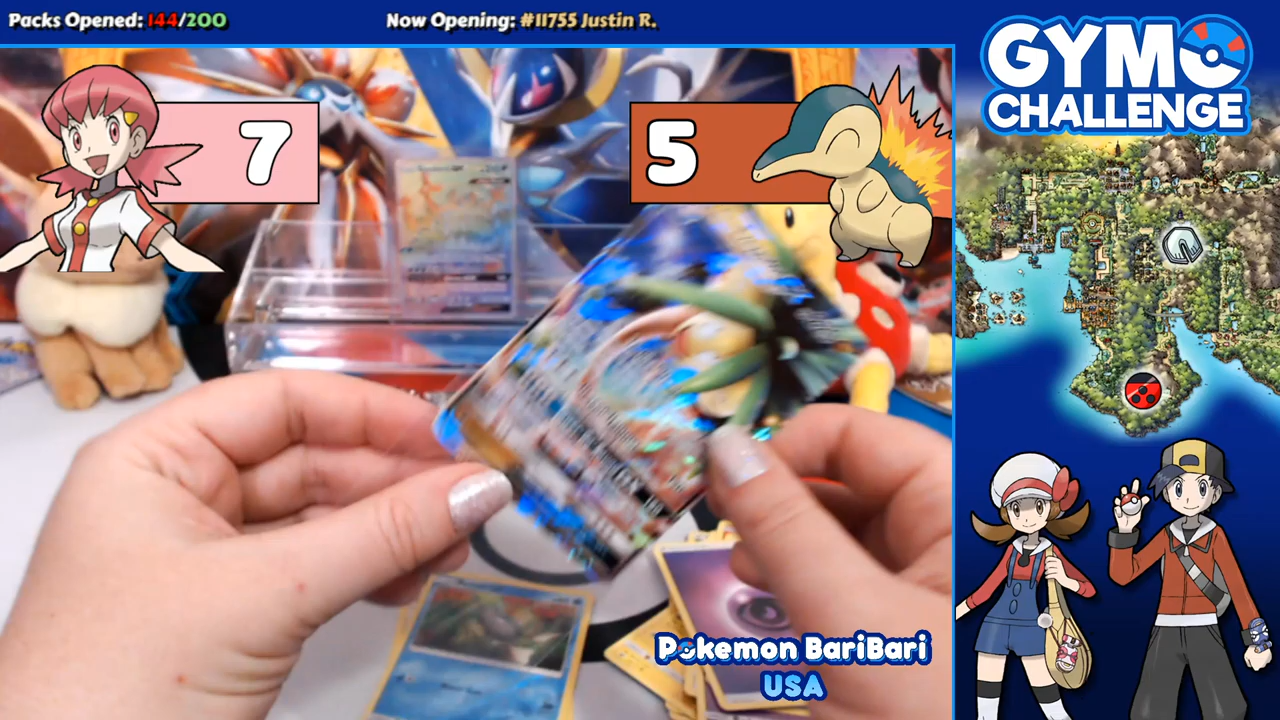 Packs Opened: 144/200
Now Opening: #11755 Justin R.
GYM
CHALLENGE
7
5
Pokemon BariBari
USA